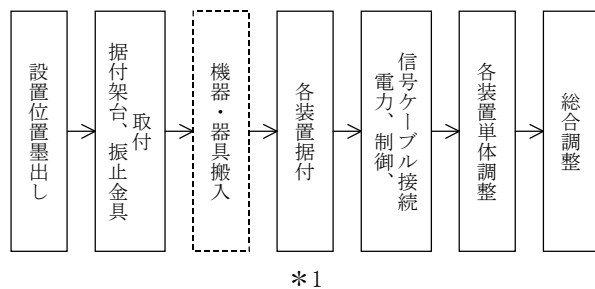 設置位置墨出し
据付架台、振止金具
取付
機器・器具搬入
各装置据付
電力、制御、
信号ケーブル接続
各装置単体調整
総合調整
＊1